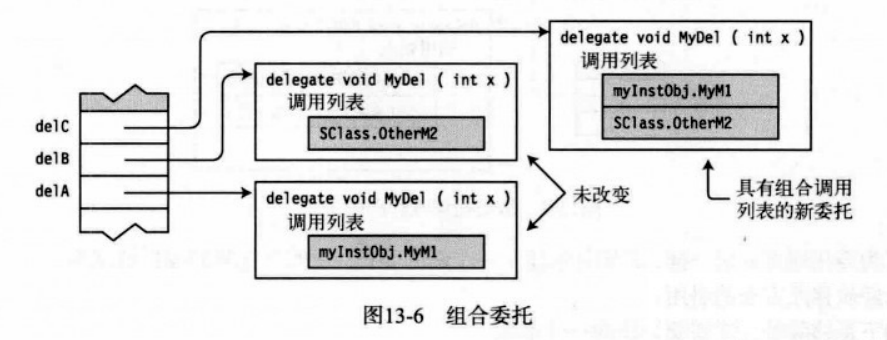 delegate void MyDel ( int x )
调用列表
myInstObj.MyM1
SClass.OtherM2
delegate void MyDel ( int x )
调用列表
SClass.OtherM2
delC
delB
delA
delegate void MyDel ( int x )
调用列表
myInstObj.MyM1
未改变
具有组合调用
列表的新委托
图13-6 组合委托